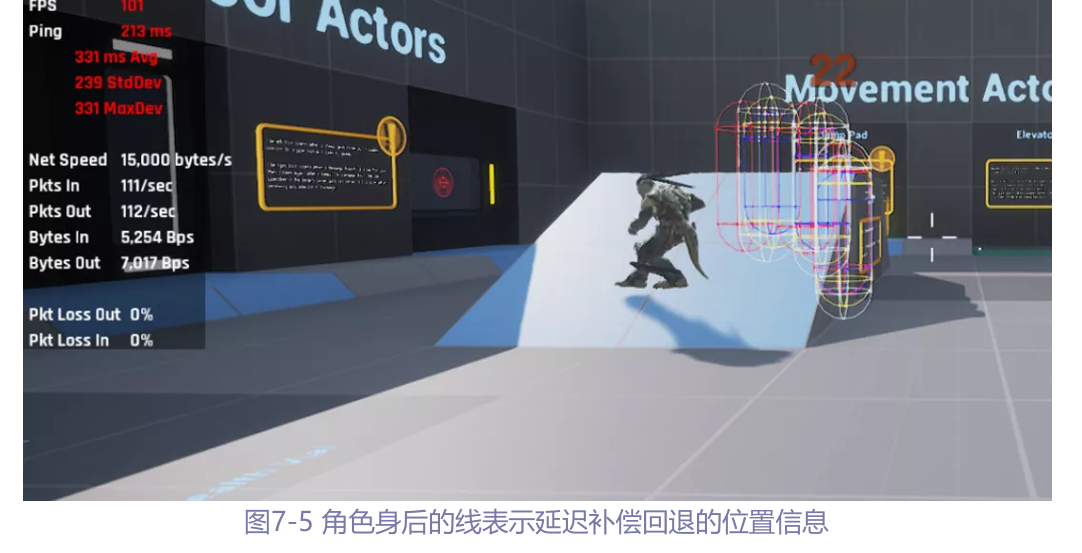 FPS 101
Ping 213 ms
331 ms Avg
239 StdDev
331 MaxDev
Net Speed 15,000 bytes/s
Pkts In 111/sec
Pkts Out 112/sec
Bytes In 5,254 Bps
Bytes Out 7,017 Bps
Pkt Loss Out 0%
Pkt Loss In 0%
Actors
22
Movement Acto
Jump Pad
Elevato
图7-5 角色身后的线表示延迟补偿回退的位置信息